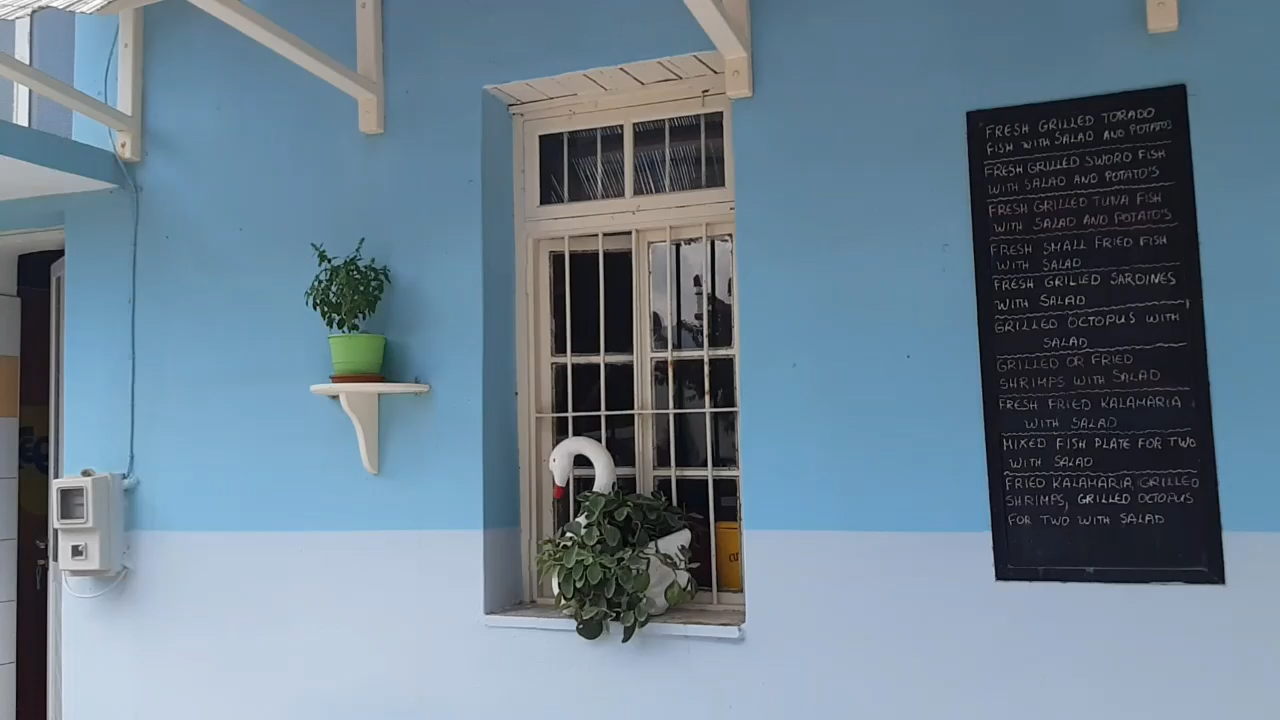 FRESH GRILLED TORADO
FISH WITH SALAD AND POTATO'S
FRESH GRILLED SWORD FISH
WITH SALAD AND POTATO'S
FRESH GRILLED TUNA FISH
WITH SALAD AND POTATO'S
FRESH SMALL FRIED FISH
WITH SALAD
FRESH GRILLED SARDINES
WITH SALAD
GRILLED OCTOPUS WITH
SALAD
GRILLED OR FRIED
SHRIMPS WITH SALAD
FRESH FRIED KALAMARIA
WITH SALAD
MIXED FISH PLATE FOR TWO
WITH SALAD
FRIED KALAMARIA, GRILLED
SHRIMPS, GRILLED OCTOPUS
FOR TWO WITH SALAD